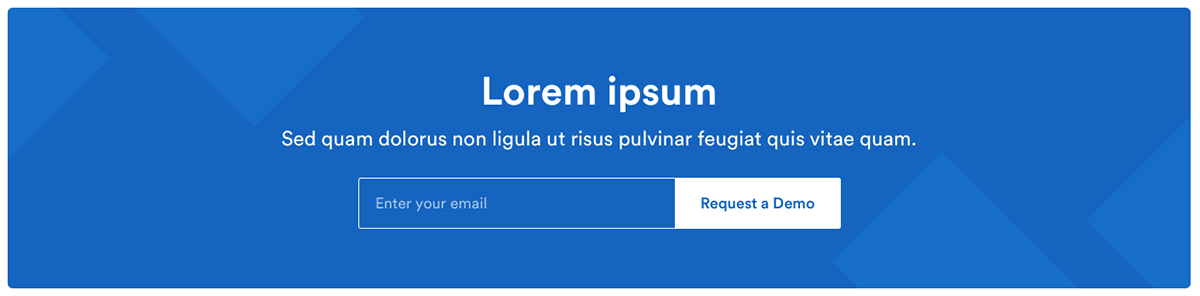 Lorem ipsum
Sed quam dolorus non ligula ut risus pulvinar feugiat quis vitae quam.
Enter your email Request a Demo